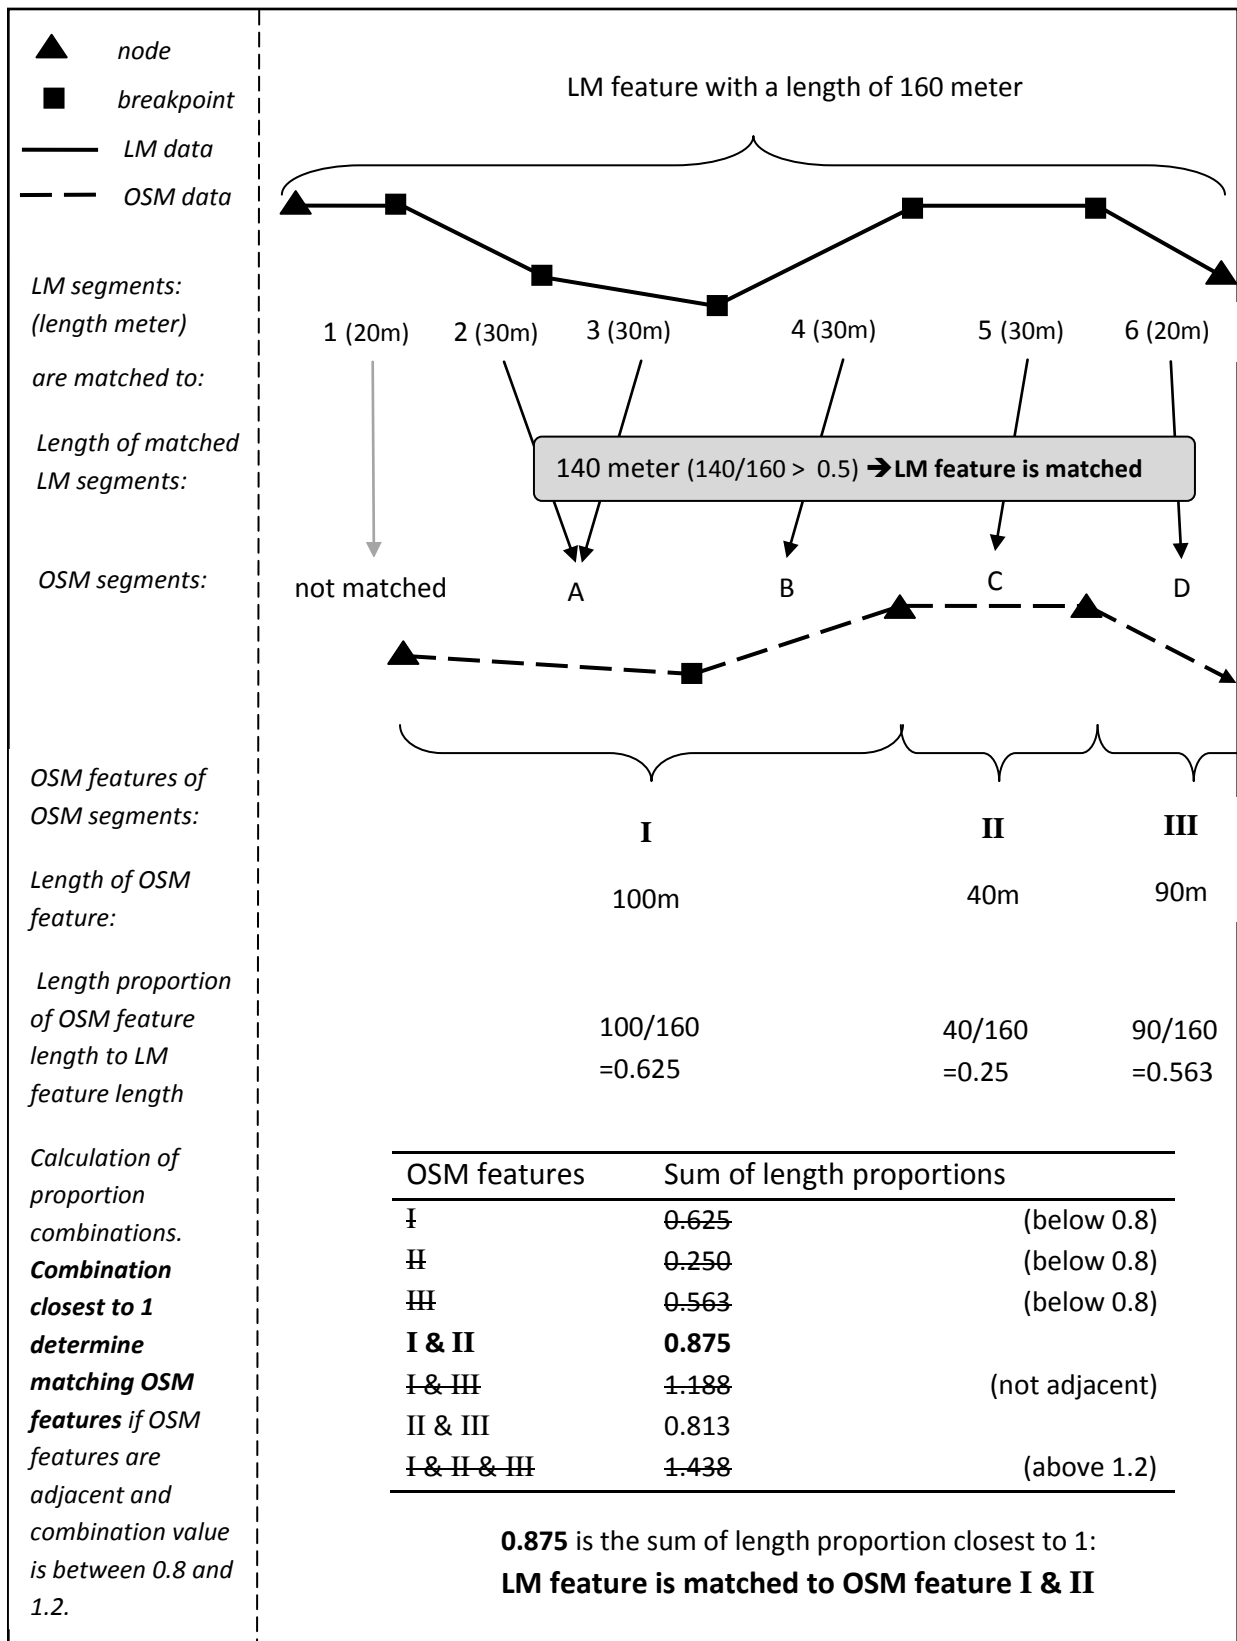 node
breakpoint
LM data
OSM data
LM feature with a length of 160 meter
LM segments:
(length meter)
1 (20m)
2 (30m)
3 (30m)
4 (30m)
5 (30m)
6 (20m)
are matched to:
Length of matched
LM segments:
140 meter (140/160 > 0.5) ➔LM feature is matched
OSM segments:
not matched
A
B
C
D
OSM features of
OSM segments:
I
II
III
Length of OSM
feature:
100m
40m
90m
Length proportion
of OSM feature
length to LM
feature length
100/160
=0.625
40/160
=0.25
90/160
=0.563
Calculation of
proportion
combinations.
Combination
closest to 1
determine
matching OSM
features if OSM
features are
adjacent and
combination value
is between 0.8 and
1.2.
OSM features Sum of length proportions
I 0.625 (below 0.8)
II 0.250 (below 0.8)
III 0.563 (below 0.8)
I & II 0.875
I & III 1.188 (not adjacent)
II & III 0.813
I & II & III 1.438 (above 1.2)
0.875 is the sum of length proportion closest to 1:
LM feature is matched to OSM feature I & II